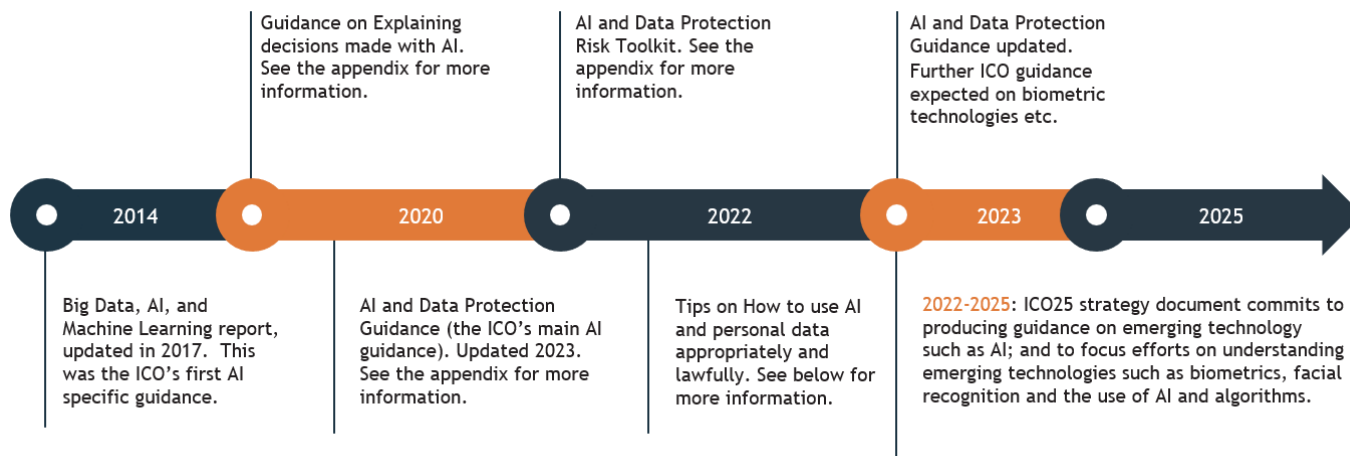 Guidance on Explaining
decisions made with AI.
See the appendix for more
information.
AI and Data Protection
Risk Toolkit. See the
appendix for more
information.
AI and Data Protection
Guidance updated.
Further ICO guidance
expected on biometric
technologies etc.
2014
2020
2022
2023
2025
Big Data, AI, and
Machine Learning report,
updated in 2017. This
was the ICO's first AI
specific guidance.
AI and Data Protection
Guidance (the ICO's main AI
guidance). Updated 2023.
See the appendix for more
information.
Tips on How to use AI
and personal data
appropriately and
lawfully. See below for
more information.
2022-2025: ICO25 strategy document commits to
producing guidance on emerging technology
such as AI; and to focus efforts on understanding
emerging technologies such as biometrics, facial
recognition and the use of AI and algorithms.